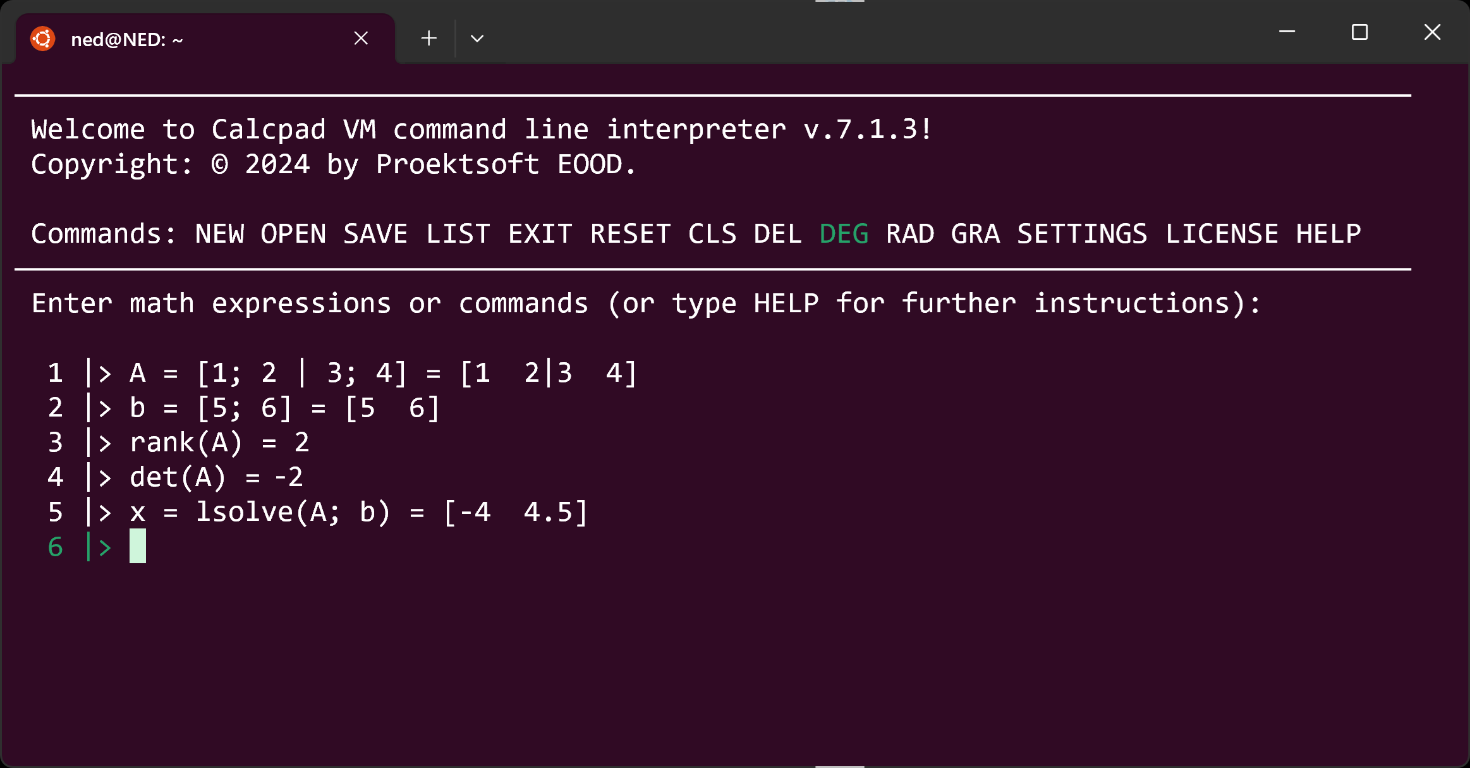 ned@NED: ~
Welcome to Calcpad VM command line interpreter v.7.1.3!
Copyright: © 2024 by Proektsoft EOOD.
Commands: NEW OPEN SAVE LIST EXIT RESET CLS DEL DEG RAD GRA SETTINGS LICENSE HELP
Enter math expressions or commands (or type HELP for further instructions):
1 |> A = [1; 2 | 3; 4] = [1  2|3  4]
2 |> b = [5; 6] = [5  6]
3 |> rank(A) = 2
4 |> det(A) = -2
5 |> x = lsolve(A; b) = [-4  4.5]
6 |>